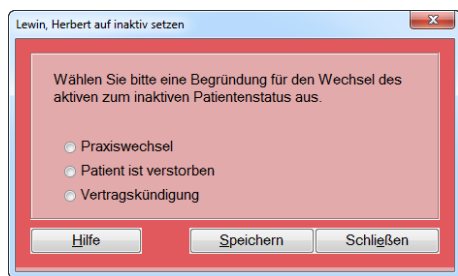 Lewin, Herbert auf inaktiv setzen
Wählen Sie bitte eine Begründung für den Wechsel des
aktiven zum inaktiven Patientenstatus aus.
Praxiswechsel
Patient ist verstorben
Vertragskündigung
Hilfe Speichern Schließen